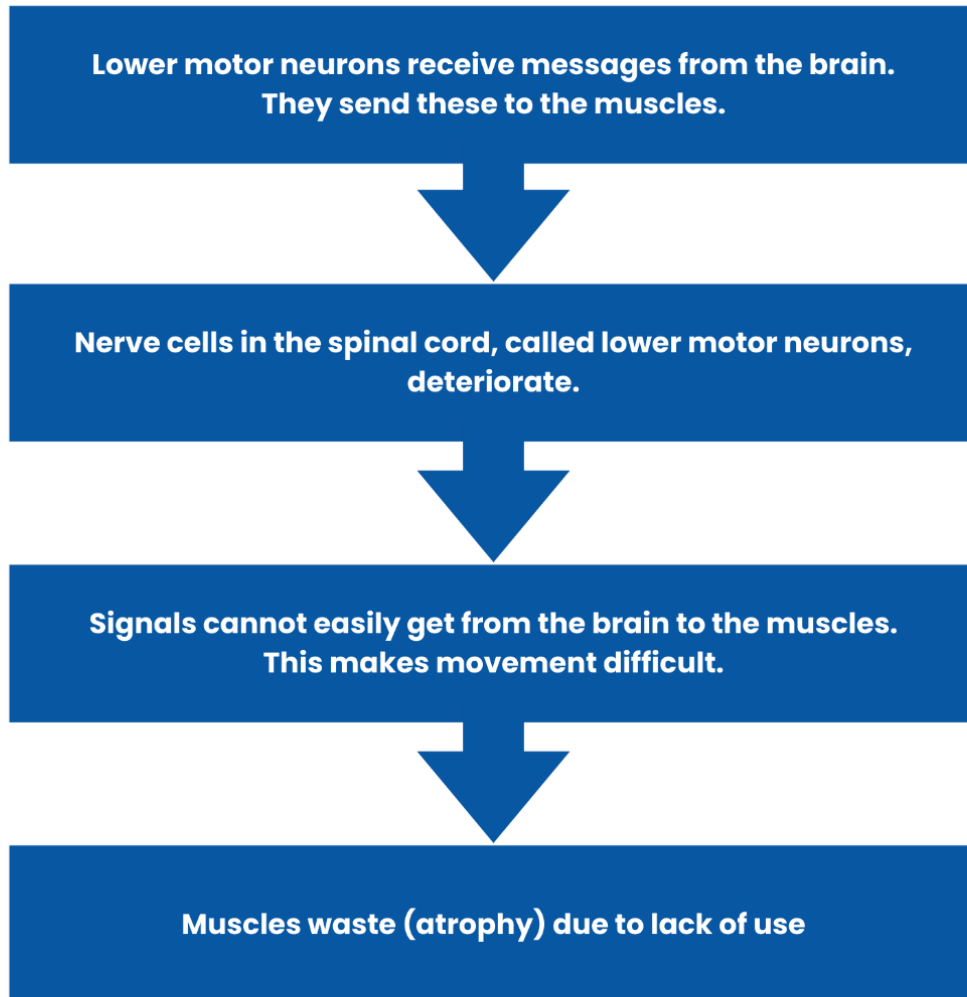 Lower motor neurons receive messages from the brain.
They send these to the muscles.
Nerve cells in the spinal cord, called lower motor neurons,
deteriorate.
Signals cannot easily get from the brain to the muscles.
This makes movement difficult.
Muscles waste (atrophy) due to lack of use